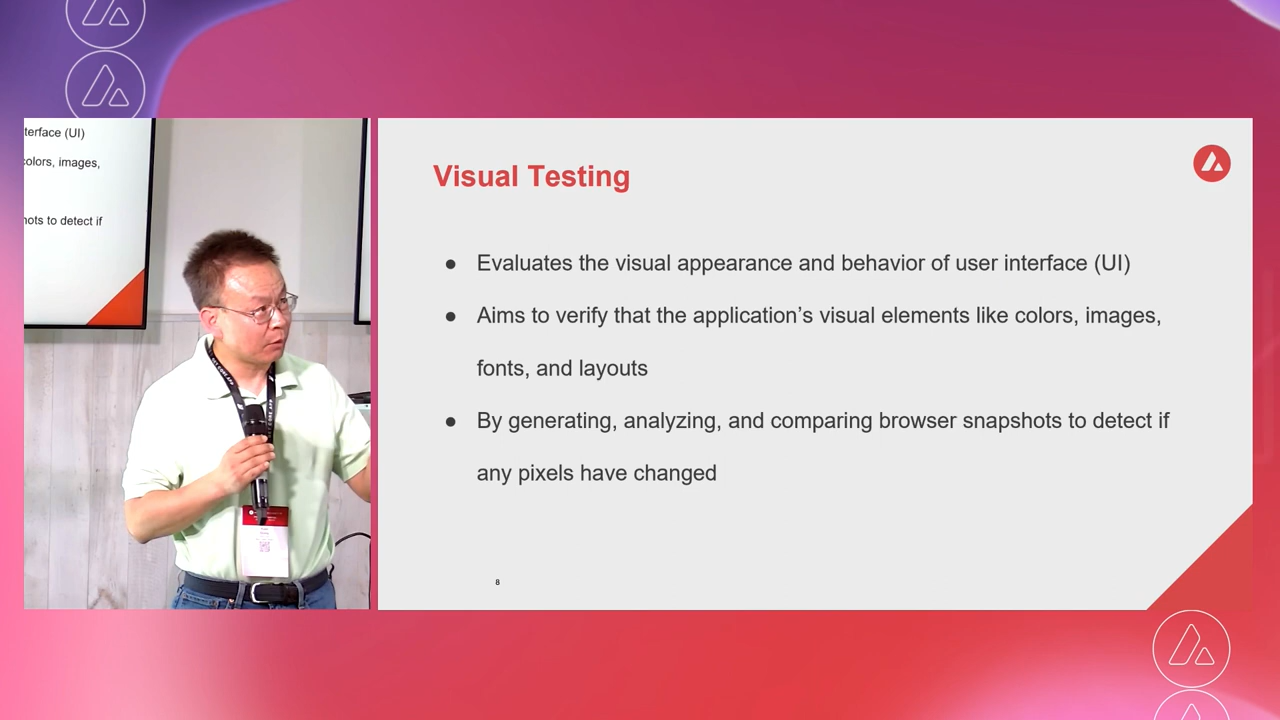 terface (UI)
colors, images,
nots to detect if
Visual Testing
● Evaluates the visual appearance and behavior of user interface (UI)
● Aims to verify that the application’s visual elements like colors, images,
fonts, and layouts
● By generating, analyzing, and comparing browser snapshots to detect if
any pixels have changed
8